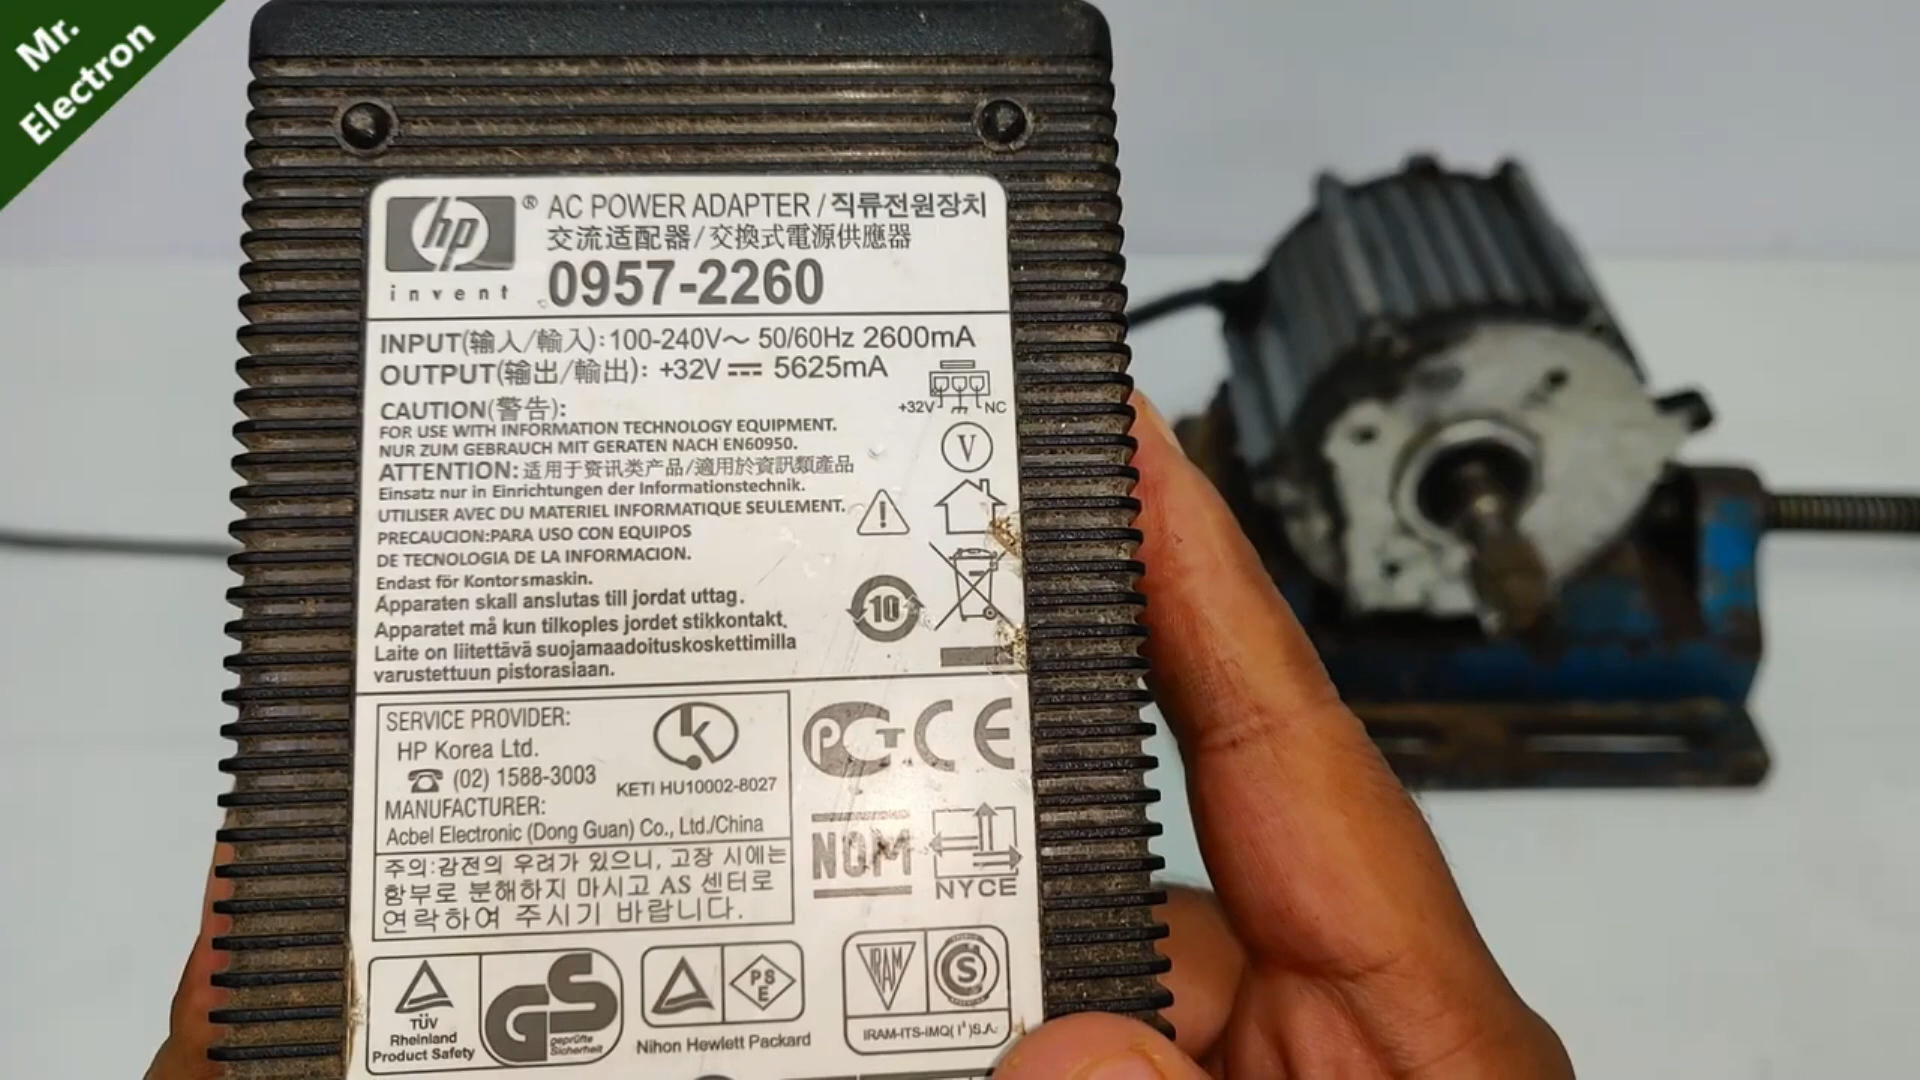 Mr.
Electron
hp
invent
® AC POWER ADAPTER / 직류전원장치
交流适配器/交換式電源供應器
0957-2260
INPUT(输入/輸入):100-240V～ 50/60Hz 2600mA
OUTPUT(输出/輸出): +32V 5625mA
+32V NC
CAUTION(警告):
FOR USE WITH INFORMATION TECHNOLOGY EQUIPMENT.
NUR ZUM GEBRAUCH MIT GERATEN NACH EN60950.
ATTENTION:适用于资讯类产品/適用於資訊類產品
Einsatz nur in Einrichtungen der Informationstechnik.
UTILISER AVEC DU MATERIEL INFORMATIQUE SEULEMENT.
PRECAUCION:PARA USO CON EQUIPOS
DE TECNOLOGIA DE LA INFORMACION.
Endast för Kontorsmaskin.
Apparaten skall anslutas till jordat uttag.
Apparatet må kun tilkoples jordet stikkontakt.
Laite on liitettävä suojamaadoituskoskettimilla
varustettuun pistorasiaan.
V
10
SERVICE PROVIDER:
HP Korea Ltd.
☎ (02) 1588-3003
KETI HU10002-8027
MANUFACTURER:
Acbel Electronic (Dong Guan) Co., Ltd./China
주의:감전의 우려가 있으니, 고장 시에는
함부로 분해하지 마시고 AS 센터로
연락하여 주시기 바랍니다.
PCT CE
NOM
NYCE
TÜV
Rheinland
Product Safety
GS
geprüfte
Sicherheit
PS
E
Nihon Hewlett Packard
IRAM
S